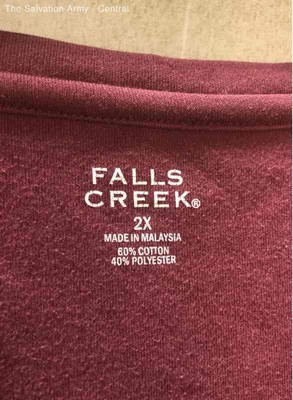 The Salvation Army - Central
FALLS
CREEK®
2X
MADE IN MALAYSIA
60% COTTON
40% POLYESTER